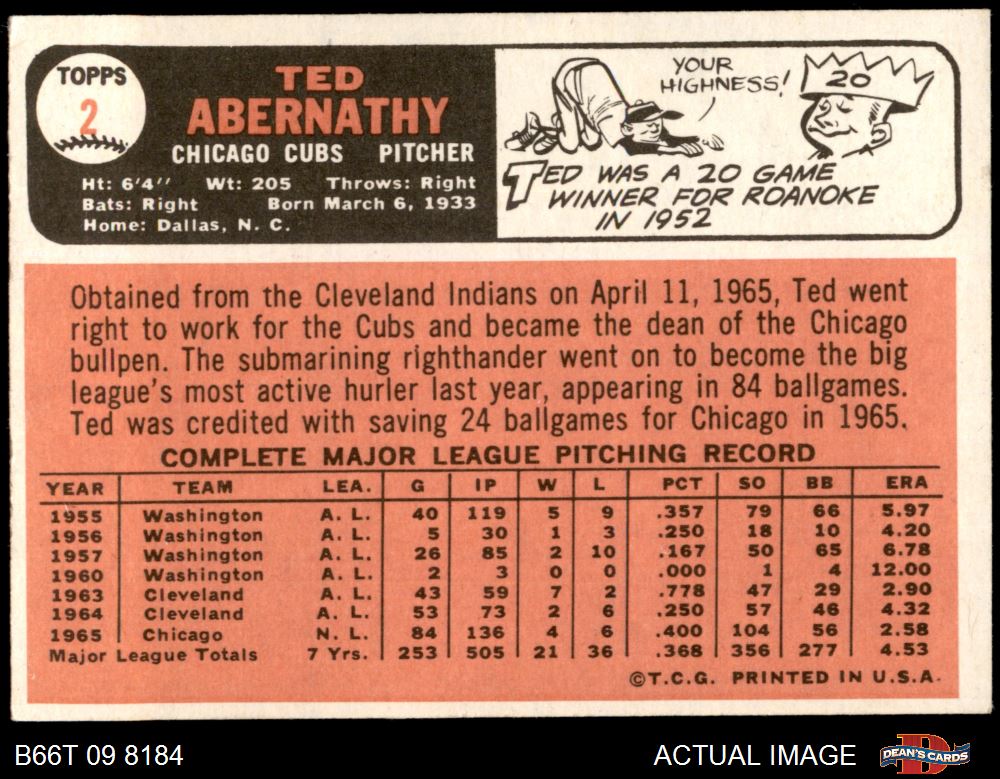 TOPPS
2
TED
ABERNATHY
CHICAGO CUBS PITCHER
Ht: 6'4" Wt: 205 Throws: Right
Bats: Right Born March 6, 1933
Home: Dallas, N. C.
YOUR
HIGHNESS!
20
TED WAS A 20 GAME
WINNER FOR ROANOKE
IN 1952
Obtained from the Cleveland Indians on April 11, 1965, Ted went
right to work for the Cubs and became the dean of the Chicago
bullpen. The submarining righthander went on to become the big
league's most active hurler last year, appearing in 84 ballgames.
Ted was credited with saving 24 ballgames for Chicago in 1965.
COMPLETE MAJOR LEAGUE PITCHING RECORD
YEAR TEAM LEA. G IP W L PCT SO BB ERA
1955 Washington A. L. 40 119 5 9 .357 79 66 5.97
1956 Washington A. L. 5 30 1 3 .250 18 10 4.20
1957 Washington A. L. 26 85 2 10 .167 50 65 6.78
1960 Washington A. L. 2 3 0 0 .000 1 4 12.00
1963 Cleveland A. L. 43 59 7 2 .778 47 29 2.90
1964 Cleveland A. L. 53 73 2 6 .250 57 46 4.32
1965 Chicago N. L. 84 136 4 6 .400 104 56 2.58
Major League Totals 7 Yrs. 253 505 21 36 .368 356 277 4.53
©T.C.G. PRINTED IN U.S.A.
B66T 09 8184 ACTUAL IMAGE DEAN'S CARDS